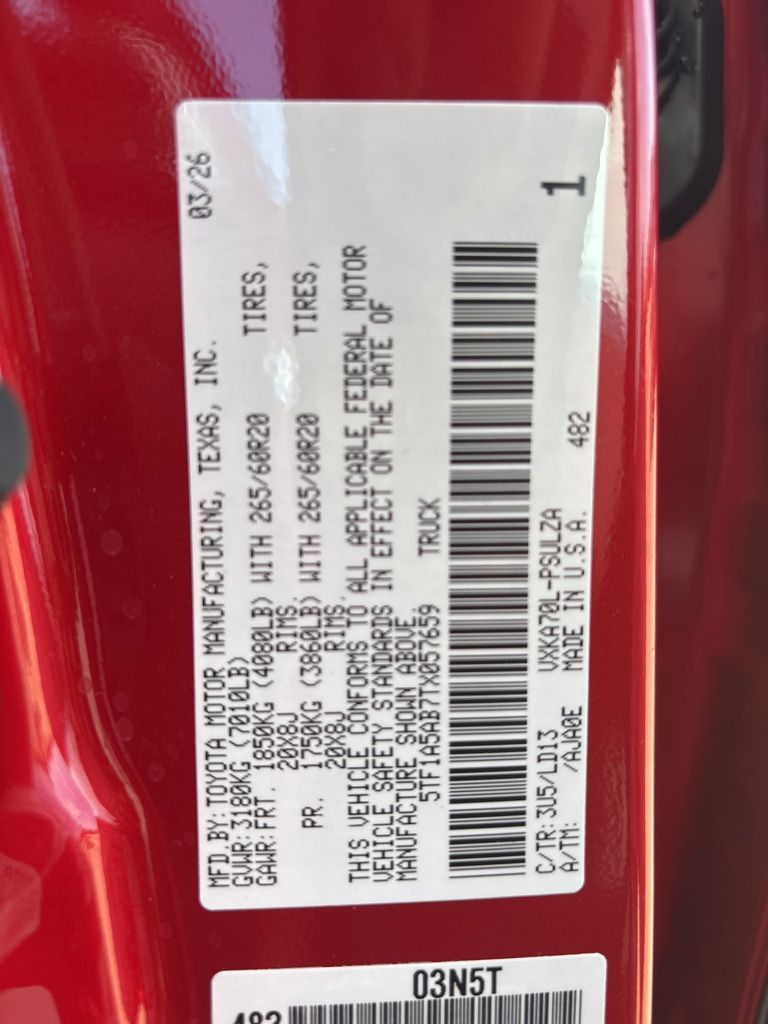 MFD.BY:TOYOTA MOTOR MANUFACTURING, TEXAS, INC. 03/26
GVWR:3180KG (7010LB)
GAWR:FRT. 1850KG (4080LB) WITH 265/60R20 TIRES,
20X8J RIMS.
PR. 1750KG (3860LB) WITH 265/60R20 TIRES,
20X8J RIMS.
THIS VEHICLE CONFORMS TO ALL APPLICABLE FEDERAL MOTOR
VEHICLE SAFETY STANDARDS IN EFFECT ON THE DATE OF
MANUFACTURE SHOWN ABOVE.
5TF1A5AB7TX057659 TRUCK
1
C/TR:3U5/LD13 VXKA70L-PSULZA
A/TM: /AJA0E MADE IN U.S.A. 482
03N5T
482